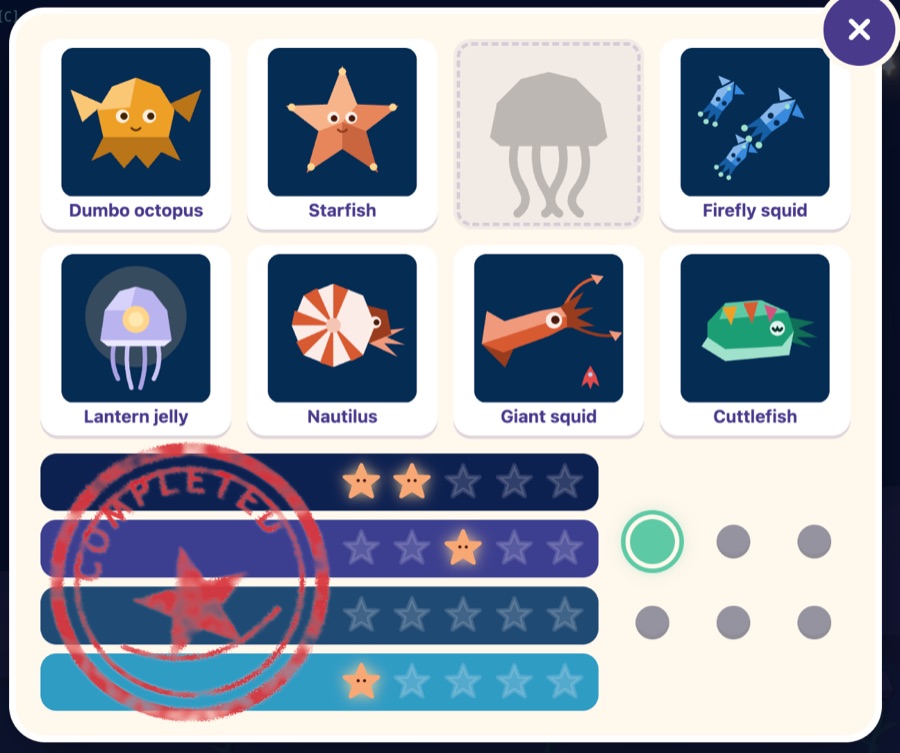 [C]
Dumbo octopus
Starfish
Firefly squid
Lantern jelly
Nautilus
Giant squid
Cuttlefish
COMPLETED